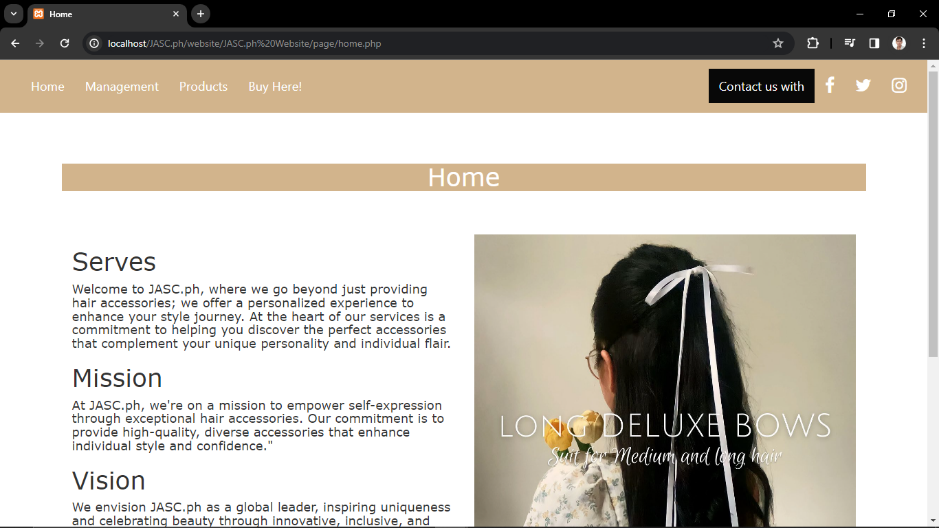 Home
localhost/JASC.ph/website/JASC.ph%20Website/page/home.php
Home Management Products Buy Here! Contact us with
Home
Serves
Welcome to JASC.ph, where we go beyond just providing
hair accessories; we offer a personalized experience to
enhance your style journey. At the heart of our services is a
commitment to helping you discover the perfect accessories
that complement your unique personality and individual flair.
Mission
At JASC.ph, we're on a mission to empower self-expression
through exceptional hair accessories. Our commitment is to
provide high-quality, diverse accessories that enhance
individual style and confidence."
Vision
We envision JASC.ph as a global leader, inspiring uniqueness
and celebrating beauty through innovative, inclusive, and
LONG/DELUXE BOWS
Suit for Medium and long hair